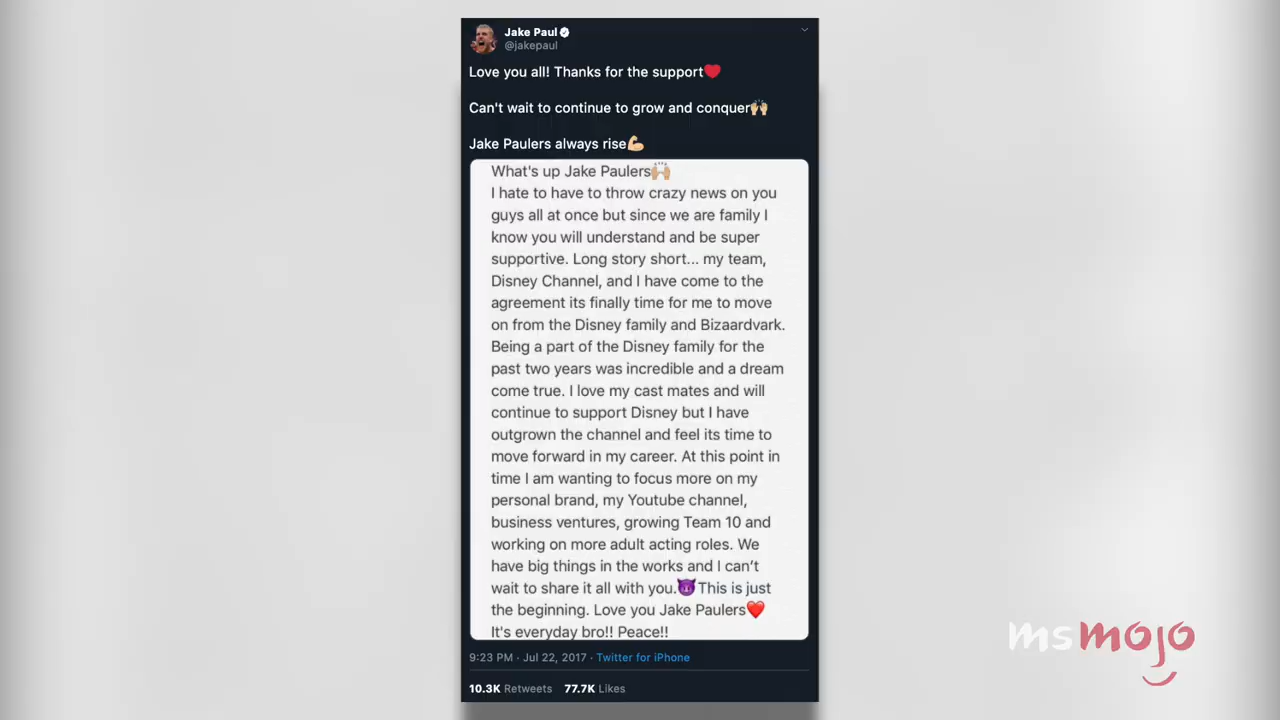 Jake Paul
@jakepaul
Love you all! Thanks for the support❤️
Can't wait to continue to grow and conquer🙌🏼
Jake Paulers always rise💪🏼
What's up Jake Paulers🙌🏼
I hate to have to throw crazy news on you
guys all at once but since we are family I
know you will understand and be super
supportive. Long story short... my team,
Disney Channel, and I have come to the
agreement its finally time for me to move
on from the Disney family and Bizaardvark.
Being a part of the Disney family for the
past two years was incredible and a dream
come true. I love my cast mates and will
continue to support Disney but I have
outgrown the channel and feel its time to
move forward in my career. At this point in
time I am wanting to focus more on my
personal brand, my Youtube channel,
business ventures, growing Team 10 and
working on more adult acting roles. We
have big things in the works and I can't
wait to share it all with you.😈This is just
the beginning. Love you Jake Paulers❤️
It's everyday bro!! Peace!!
9:23 PM · Jul 22, 2017 · Twitter for iPhone
10.3K Retweets 77.7K Likes
msmojo